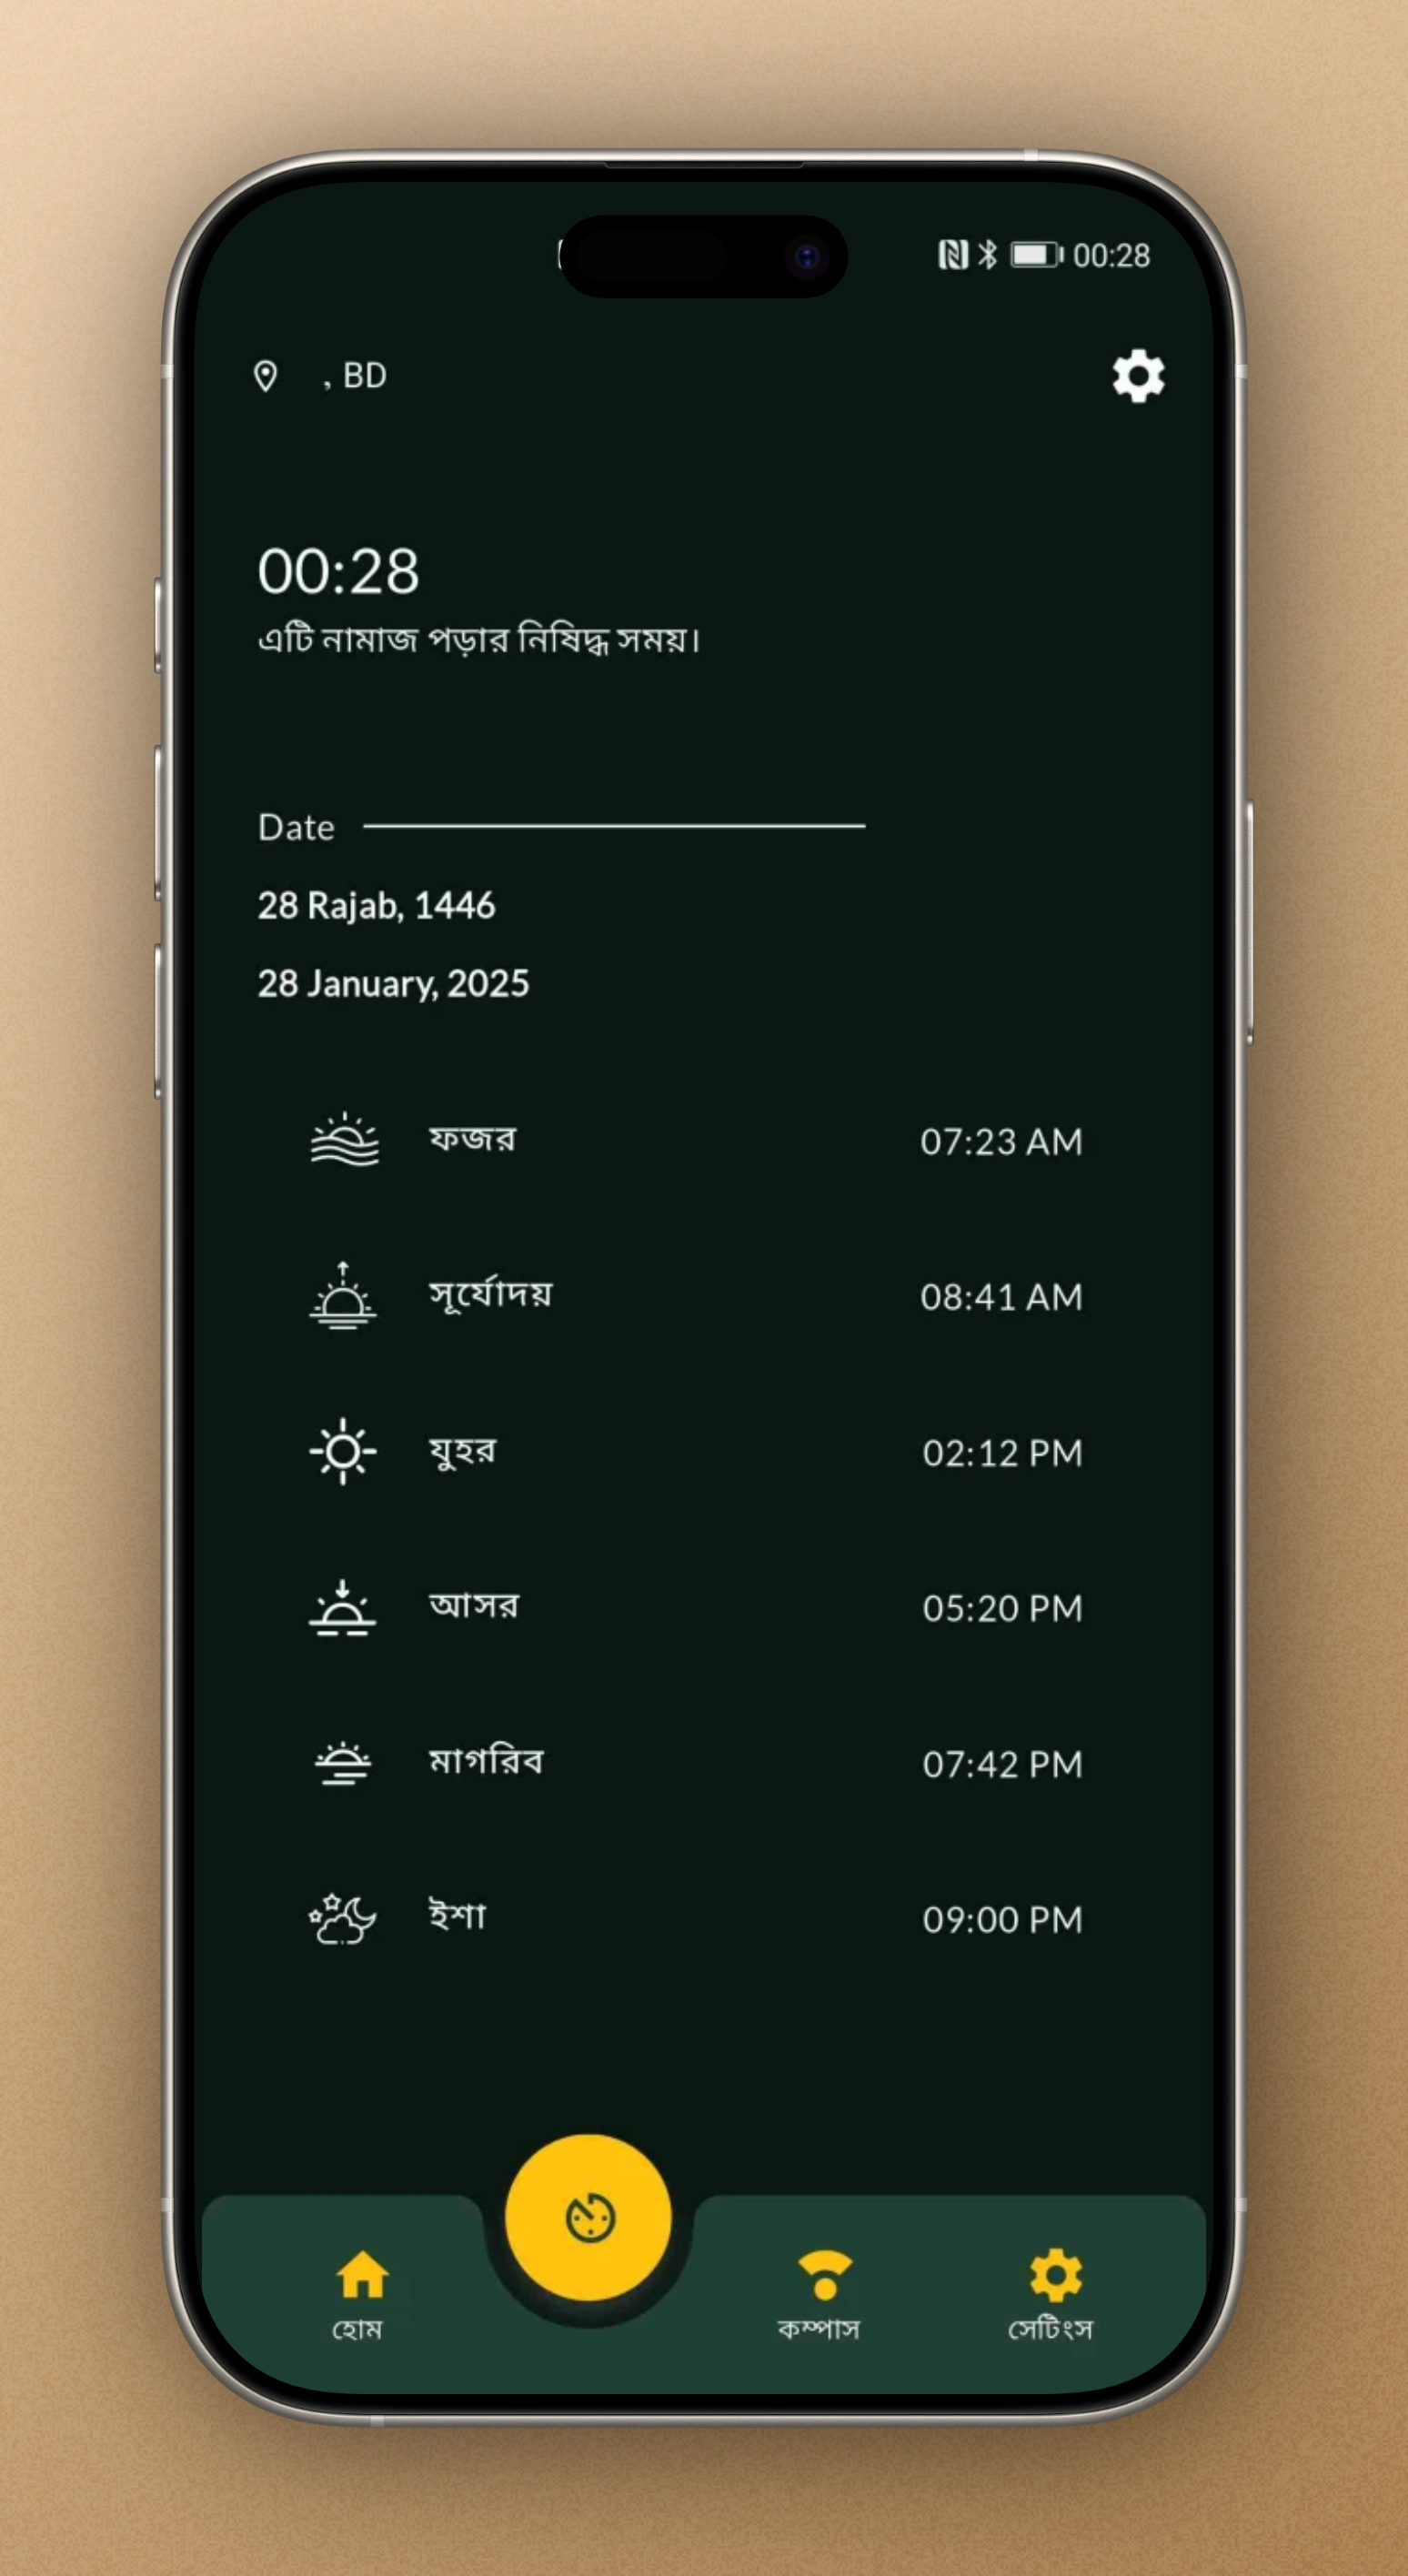 00:28
, BD
00:28
এটি নামাজ পড়ার নিষিদ্ধ সময়।
Date
28 Rajab, 1446
28 January, 2025
ফজর 07:23 AM
সূর্যোদয় 08:41 AM
যুহর 02:12 PM
আসর 05:20 PM
মাগরিব 07:42 PM
ইশা 09:00 PM
হোম কম্পাস সেটিংস